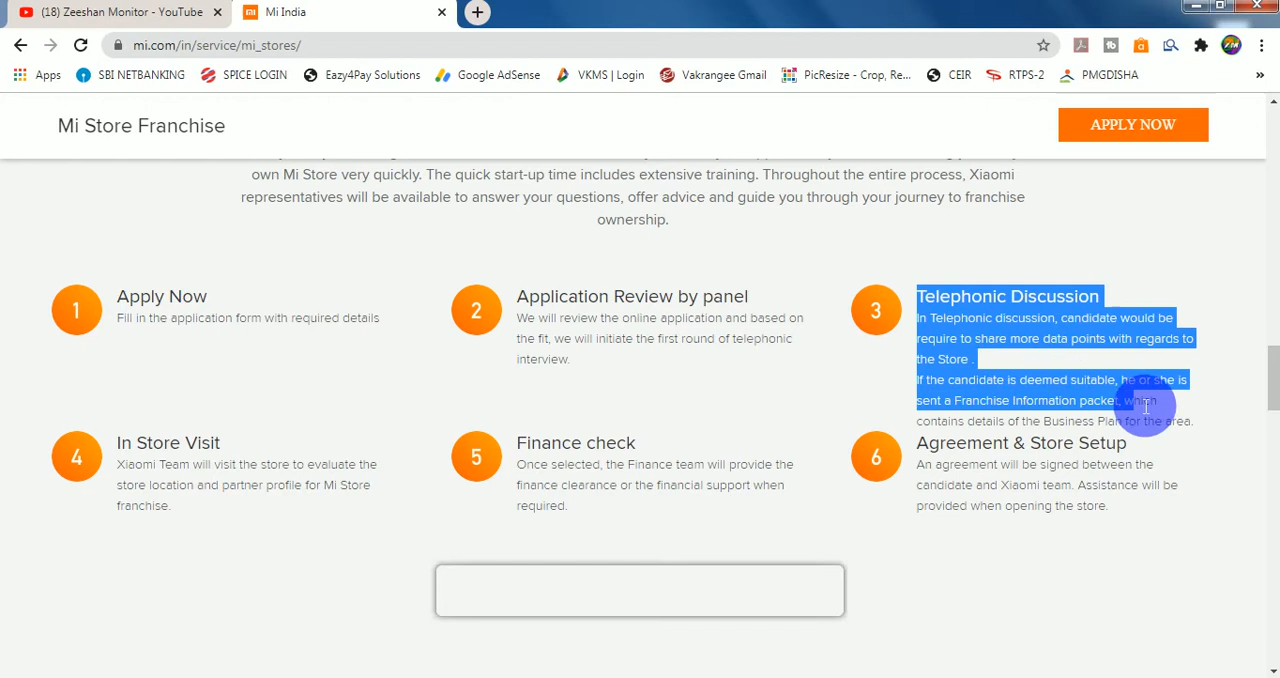 (18) Zeeshan Monitor - YouTube
Mi India
mi.com/in/service/mi_stores/
Apps
SBI NETBANKING
SPICE LOGIN
Eazy4Pay Solutions
Google AdSense
VKMS | Login
Vakrangee Gmail
PicResize - Crop, Re...
CEIR
RTPS-2
PMGDISHA
Mi Store Franchise
APPLY NOW
own Mi Store very quickly. The quick start-up time includes extensive training. Throughout the entire process, Xiaomi
representatives will be available to answer your questions, offer advice and guide you through your journey to franchise
ownership.
1
Apply Now
Fill in the application form with required details
2
Application Review by panel
We will review the online application and based on
the fit, we will initiate the first round of telephonic
interview.
3
Telephonic Discussion
In Telephonic discussion, candidate would be
require to share more data points with regards to
the Store .
If the candidate is deemed suitable, he or she is
sent a Franchise Information packet, which
contains details of the Business Plan for the area.
4
In Store Visit
Xiaomi Team will visit the store to evaluate the
store location and partner profile for Mi Store
franchise.
5
Finance check
Once selected, the Finance team will provide the
finance clearance or the financial support when
required.
6
Agreement & Store Setup
An agreement will be signed between the
candidate and Xiaomi team. Assistance will be
provided when opening the store.